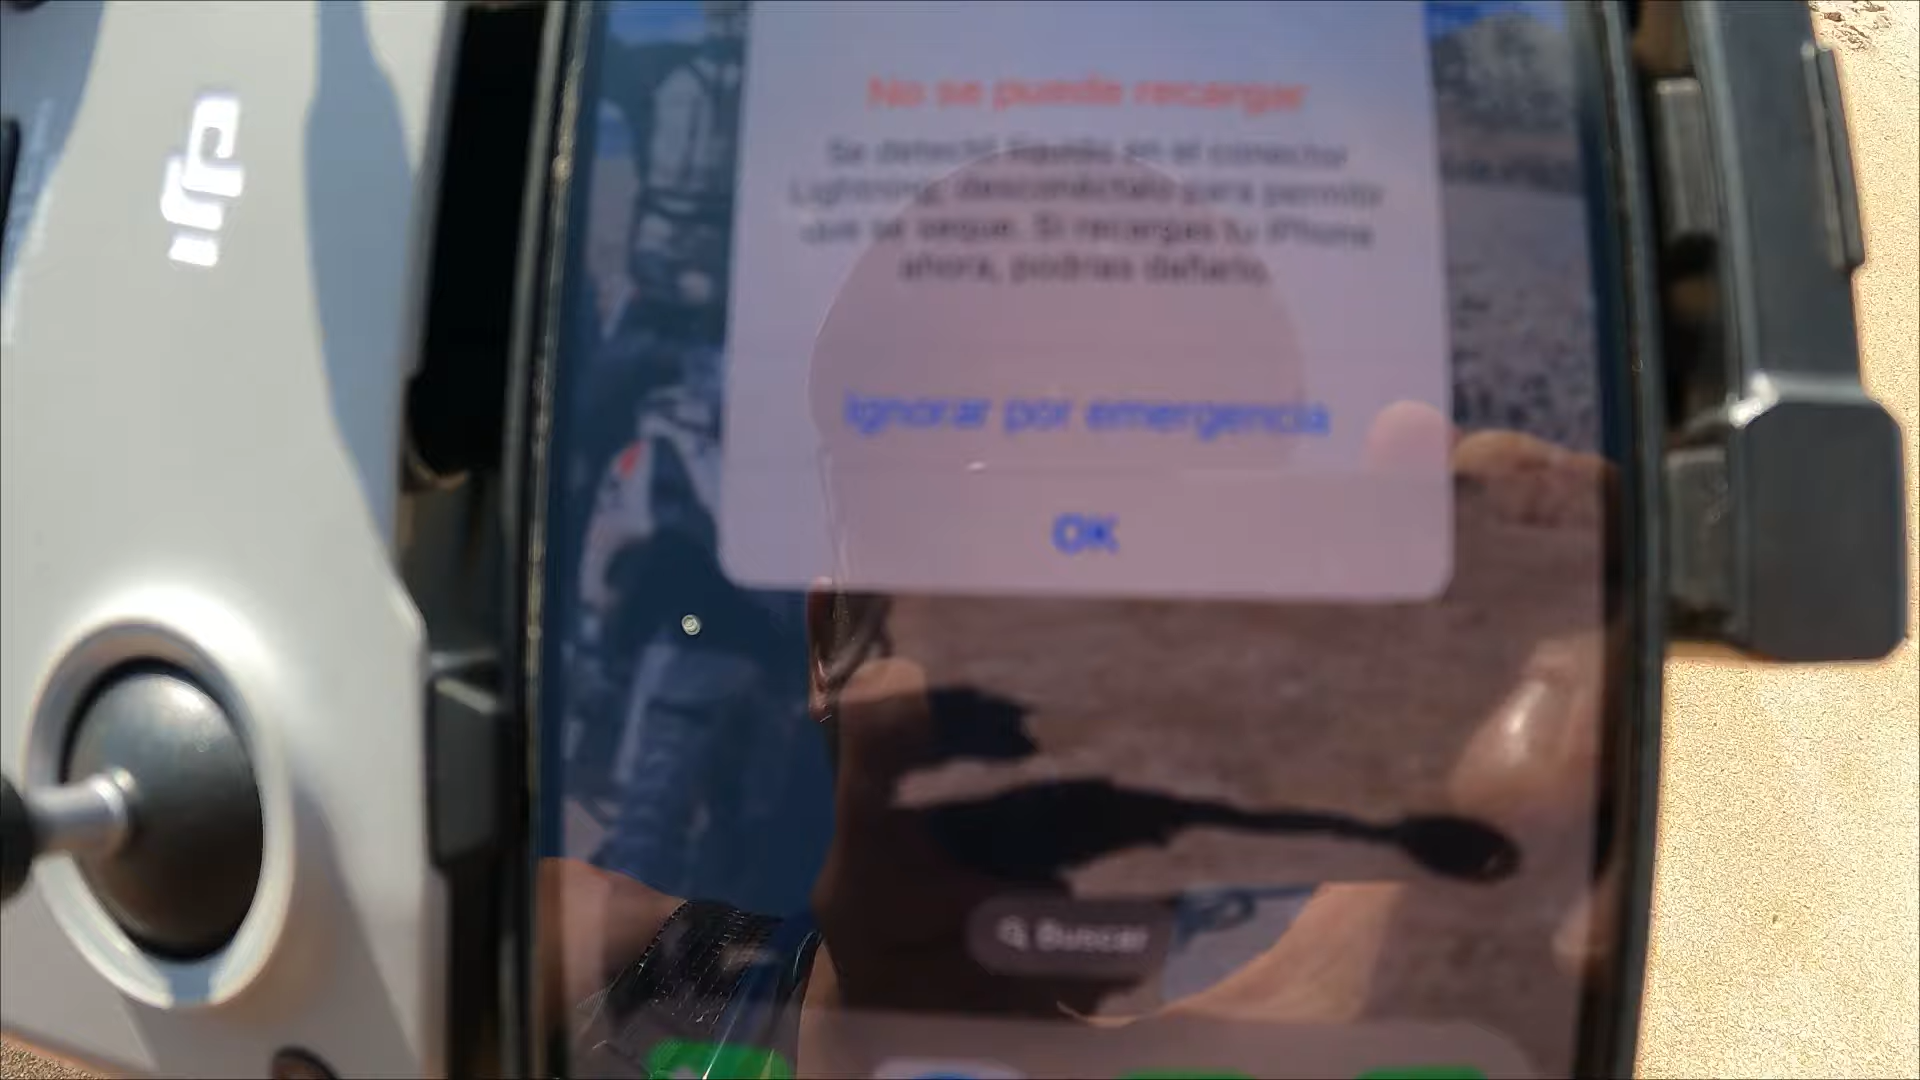 dji
No se puede recargar
Se detectó líquido en el conector
Lightning; desconéctalo para permitir
que se seque. Si recargas tu iPhone
ahora, podrías dañarlo.
Ignorar por emergencia
OK
Buscar